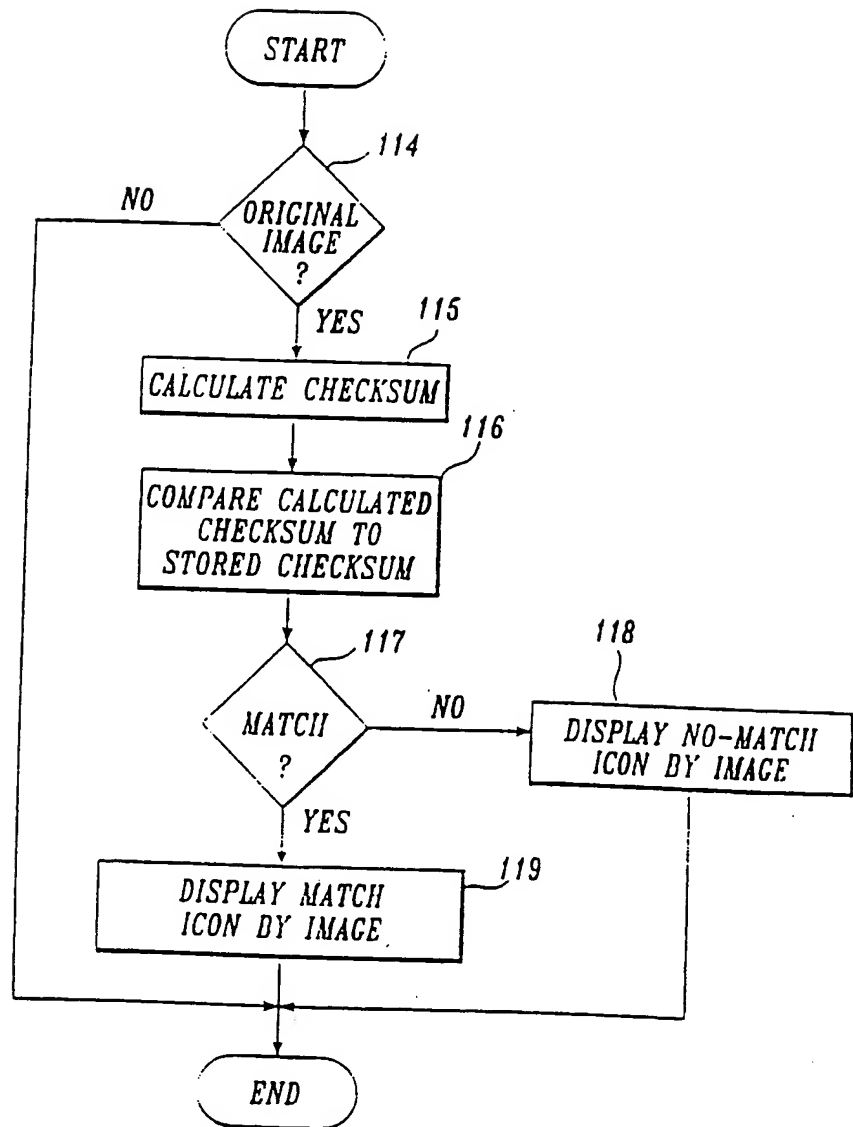 START
114
NO
ORIGINAL
IMAGE
?
YES
115
CALCULATE CHECKSUM
116
COMPARE CALCULATED
CHECKSUM TO
STORED CHECKSUM
117
118
MATCH
?
NO
DISPLAY NO-MATCH
ICON BY IMAGE
YES
119
DISPLAY MATCH
ICON BY IMAGE
END